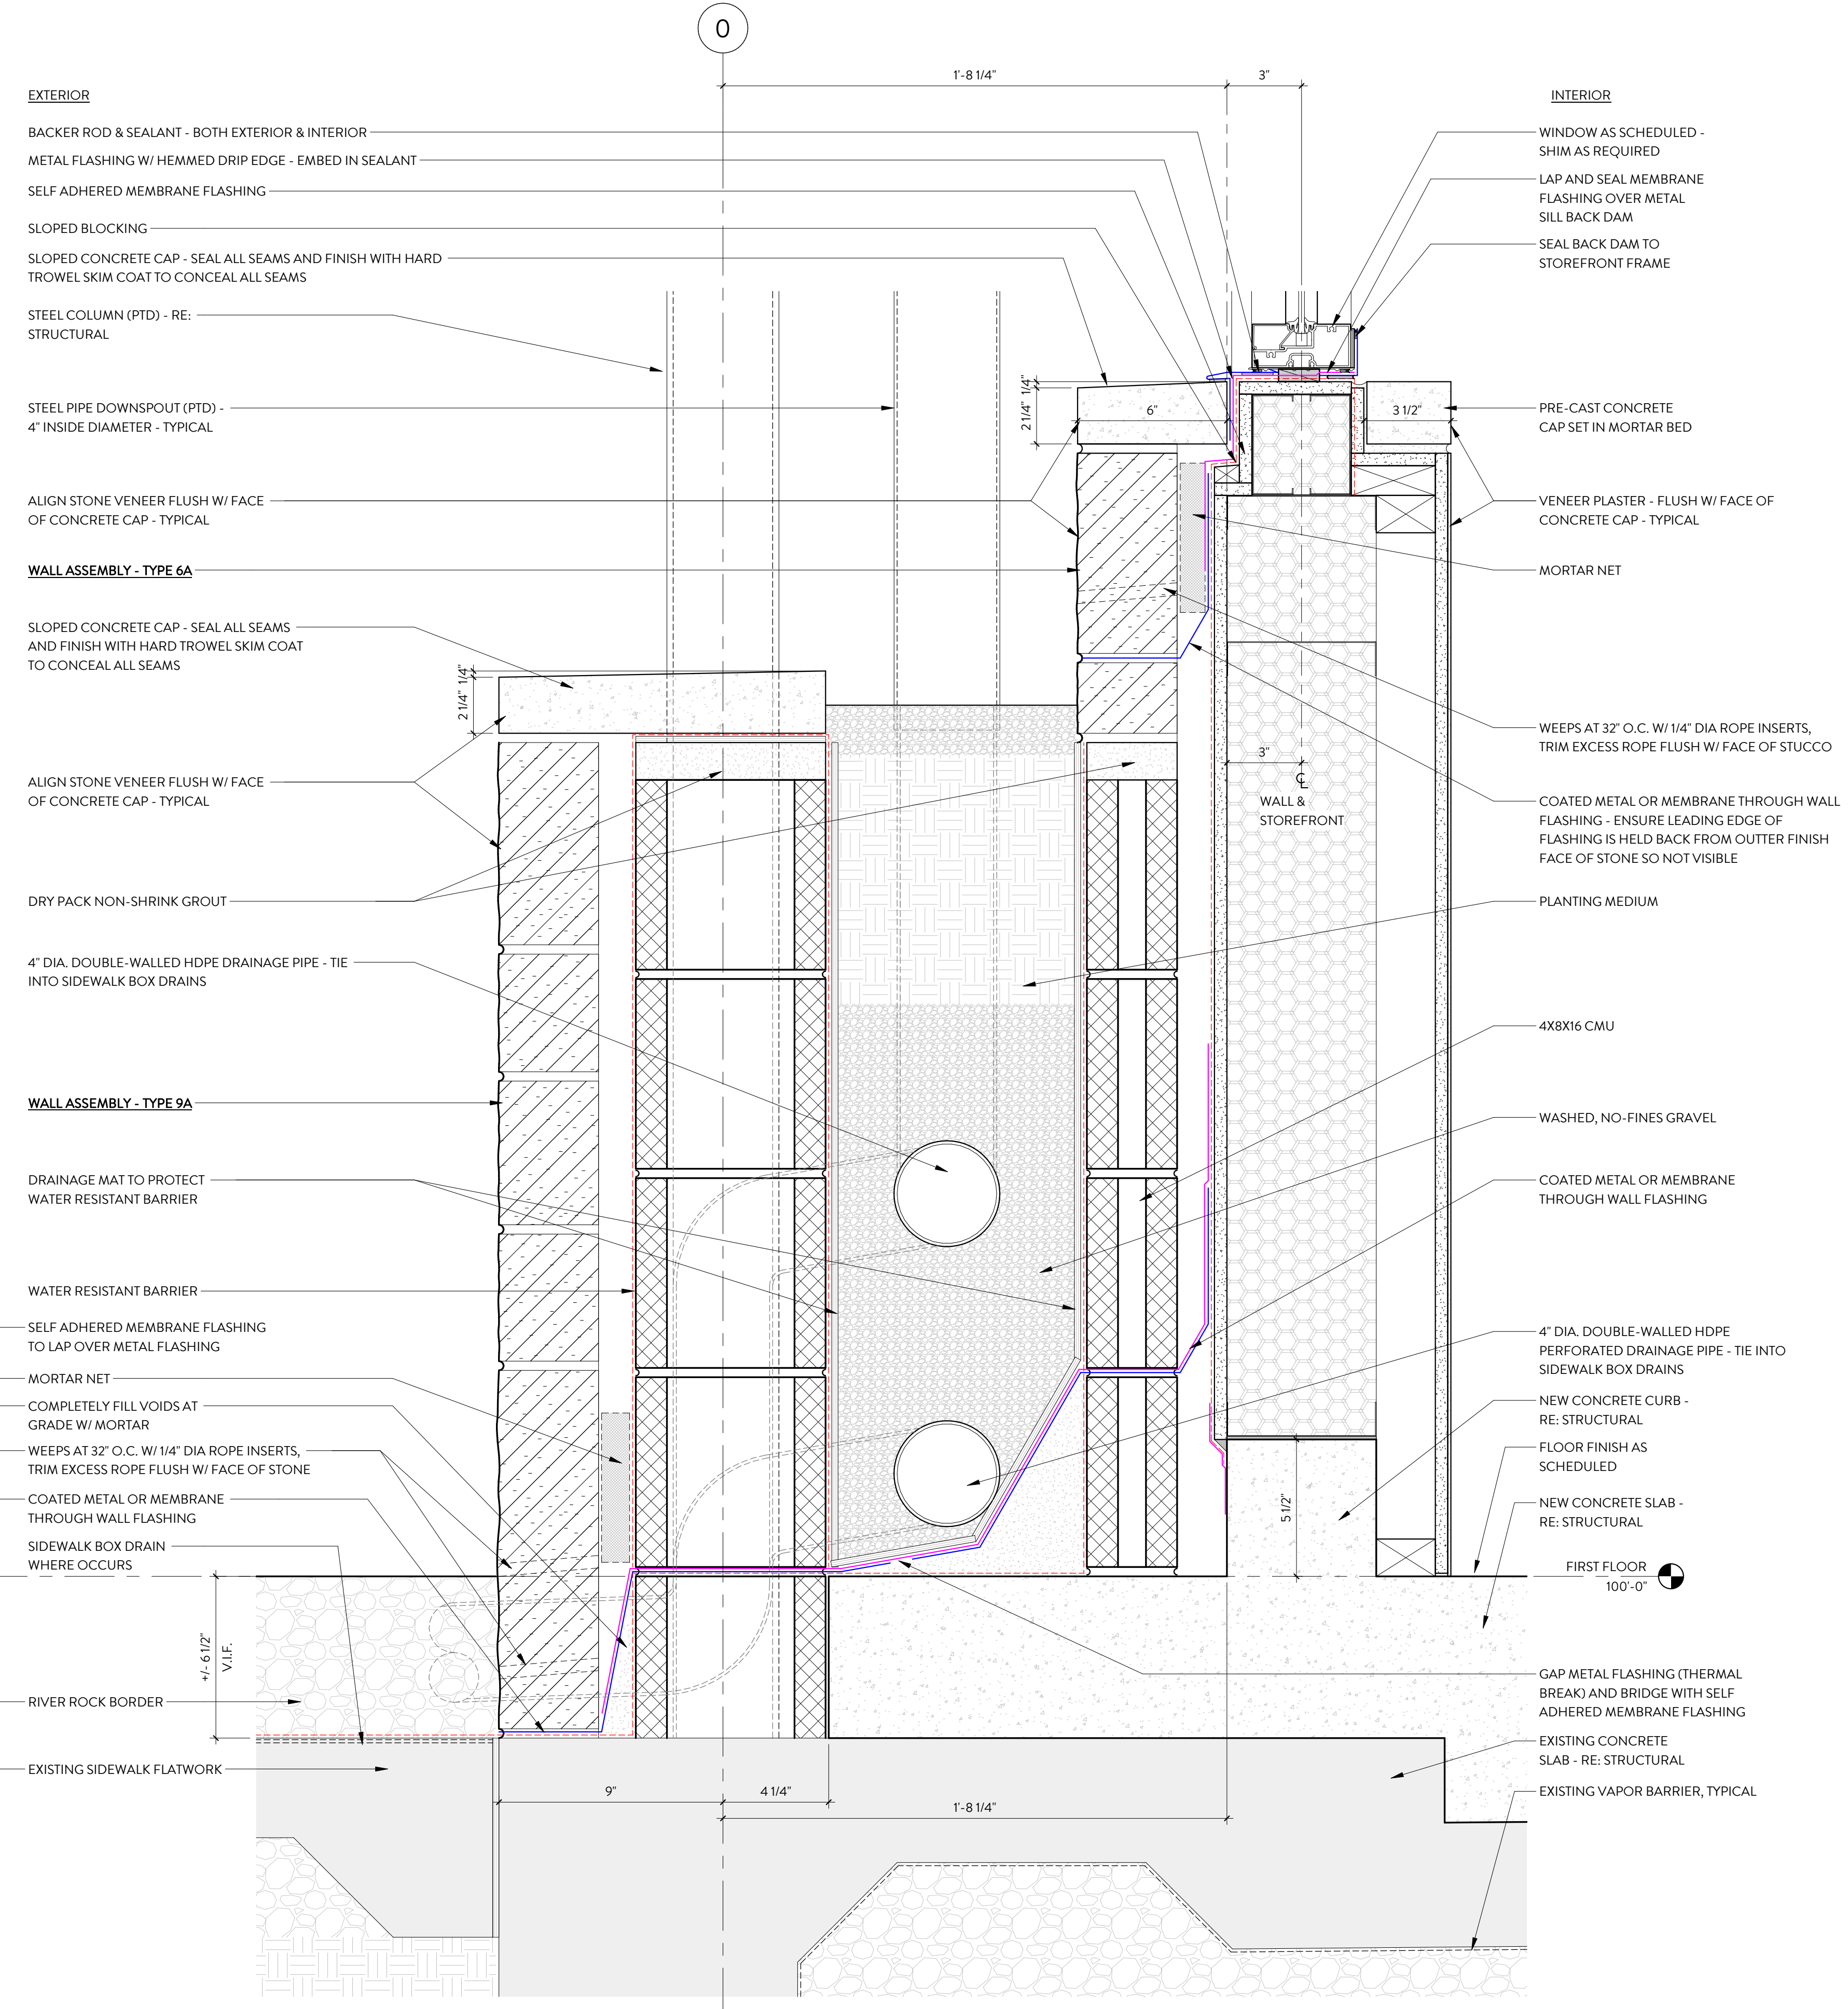 0
1'-8 1/4"
3"
EXTERIOR
BACKER ROD & SEALANT - BOTH EXTERIOR & INTERIOR
METAL FLASHING W/ HEMMED DRIP EDGE - EMBED IN SEALANT
SELF ADHERED MEMBRANE FLASHING
SLOPED BLOCKING
SLOPED CONCRETE CAP - SEAL ALL SEAMS AND FINISH WITH HARD
TROWEL SKIM COAT TO CONCEAL ALL SEAMS
STEEL COLUMN (PTD) - RE:
STRUCTURAL
STEEL PIPE DOWNSPOUT (PTD) -
4" INSIDE DIAMETER - TYPICAL
ALIGN STONE VENEER FLUSH W/ FACE
OF CONCRETE CAP - TYPICAL
WALL ASSEMBLY - TYPE 6A
SLOPED CONCRETE CAP - SEAL ALL SEAMS
AND FINISH WITH HARD TROWEL SKIM COAT
TO CONCEAL ALL SEAMS
ALIGN STONE VENEER FLUSH W/ FACE
OF CONCRETE CAP - TYPICAL
DRY PACK NON-SHRINK GROUT
4" DIA. DOUBLE-WALLED HDPE DRAINAGE PIPE - TIE
INTO SIDEWALK BOX DRAINS
WALL ASSEMBLY - TYPE 9A
DRAINAGE MAT TO PROTECT
WATER RESISTANT BARRIER
WATER RESISTANT BARRIER
SELF ADHERED MEMBRANE FLASHING
TO LAP OVER METAL FLASHING
MORTAR NET
COMPLETELY FILL VOIDS AT
GRADE W/ MORTAR
WEEPS AT 32" O.C. W/ 1/4" DIA ROPE INSERTS,
TRIM EXCESS ROPE FLUSH W/ FACE OF STONE
COATED METAL OR MEMBRANE
THROUGH WALL FLASHING
SIDEWALK BOX DRAIN
WHERE OCCURS
RIVER ROCK BORDER
EXISTING SIDEWALK FLATWORK
2 1/4" 1/4"
6"
3 1/2"
2 1/4" 1/4"
3"
CL
WALL &
STOREFRONT
5 1/2"
+/- 6 1/2"
V.I.F.
9"
4 1/4"
1'-8 1/4"
INTERIOR
WINDOW AS SCHEDULED -
SHIM AS REQUIRED
LAP AND SEAL MEMBRANE
FLASHING OVER METAL
SILL BACK DAM
SEAL BACK DAM TO
STOREFRONT FRAME
PRE-CAST CONCRETE
CAP SET IN MORTAR BED
VENEER PLASTER - FLUSH W/ FACE OF
CONCRETE CAP - TYPICAL
MORTAR NET
WEEPS AT 32" O.C. W/ 1/4" DIA ROPE INSERTS,
TRIM EXCESS ROPE FLUSH W/ FACE OF STUCCO
COATED METAL OR MEMBRANE THROUGH WALL
FLASHING - ENSURE LEADING EDGE OF
FLASHING IS HELD BACK FROM OUTTER FINISH
FACE OF STONE SO NOT VISIBLE
PLANTING MEDIUM
4X8X16 CMU
WASHED, NO-FINES GRAVEL
COATED METAL OR MEMBRANE
THROUGH WALL FLASHING
4" DIA. DOUBLE-WALLED HDPE
PERFORATED DRAINAGE PIPE - TIE INTO
SIDEWALK BOX DRAINS
NEW CONCRETE CURB -
RE: STRUCTURAL
FLOOR FINISH AS
SCHEDULED
NEW CONCRETE SLAB -
RE: STRUCTURAL
FIRST FLOOR
100'-0"
GAP METAL FLASHING (THERMAL
BREAK) AND BRIDGE WITH SELF
ADHERED MEMBRANE FLASHING
EXISTING CONCRETE
SLAB - RE: STRUCTURAL
EXISTING VAPOR BARRIER, TYPICAL